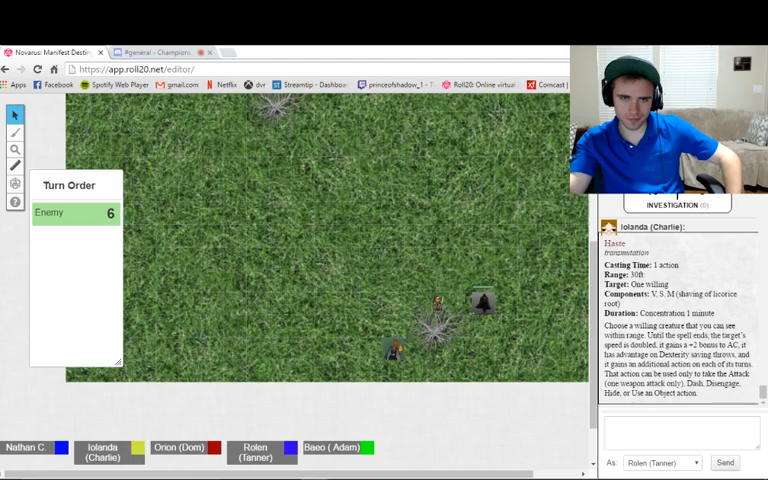 Novarus: Manifest Destin
#general - Champions
https://app.roll20.net/editor/
Apps
Facebook
Spotify Web Player
gmail.com
Netflix
dvr
Streamtip - Dashboa
princeofshadow_1 - T
Roll20: Online virtual
Comcast
Turn Order
Enemy 6
INVESTIGATION (0)
Iolanda (Charlie):
Haste
transmutation
Casting Time: 1 action
Range: 30ft
Target: One willing
Components: V, S, M (shaving of licorice
root)
Duration: Concentration 1 minute
Choose a willing creature that you can see
within range. Until the spell ends, the target's
speed is doubled, it gains a +2 bonus to AC, it
has advantage on Dexterity saving throws, and
it gains an additional action on each of its turns.
That action can be used only to take the Attack
(one weapon attack only), Dash, Disengage,
Hide, or Use an Object action.
As: Rolen (Tanner)
Send
Nathan C.
Iolanda
(Charlie)
Orion (Dom)
Rolen
(Tanner)
Baeo ( Adam)